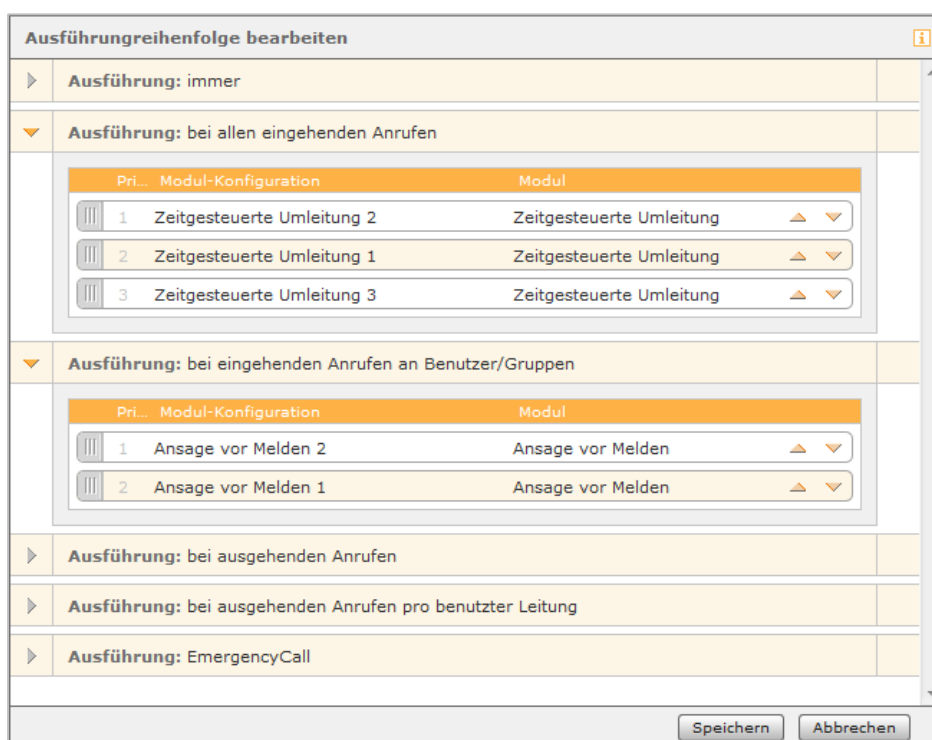 Ausführungreihenfolge bearbeiten
Ausführung: immer
Ausführung: bei allen eingehenden Anrufen
Pri... Modul-Konfiguration Modul
1 Zeitgesteuerte Umleitung 2 Zeitgesteuerte Umleitung
2 Zeitgesteuerte Umleitung 1 Zeitgesteuerte Umleitung
3 Zeitgesteuerte Umleitung 3 Zeitgesteuerte Umleitung
Ausführung: bei eingehenden Anrufen an Benutzer/Gruppen
Pri... Modul-Konfiguration Modul
1 Ansage vor Melden 2 Ansage vor Melden
2 Ansage vor Melden 1 Ansage vor Melden
Ausführung: bei ausgehenden Anrufen
Ausführung: bei ausgehenden Anrufen pro benutzter Leitung
Ausführung: EmergencyCall
Speichern Abbrechen